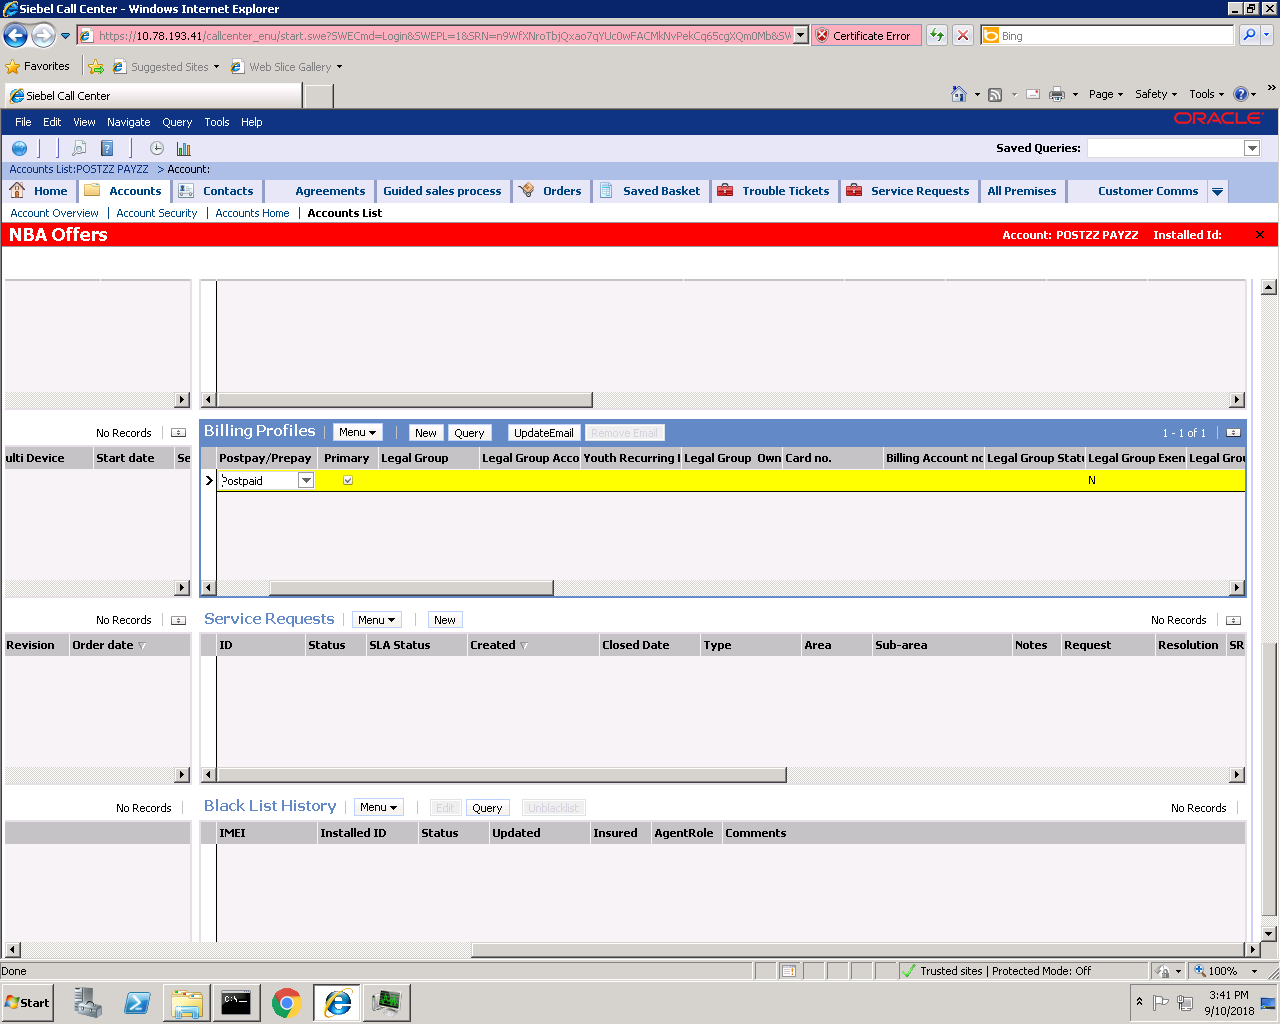 Siebel Call Center - Windows Internet Explorer
https://10.78.193.41/callcenter_enu/start.swe?SWECmd=Login&SWEPL=1&SRN=
Certificate Error
Bing
Favorites
Suggested Sites
Web Slice Gallery
Siebel Call Center
Page
Safety
Tools
File Edit View Navigate Query Tools Help
ORACLE
Saved Queries:
Accounts List:POSTZZ PAYZZ > Account:
Home
Accounts
Contacts
Agreements
Guided sales process
Orders
Saved Basket
Trouble Tickets
Service Requests
All Premises
Customer Comms
Account Overview | Account Security | Accounts Home | Accounts List
NBA Offers
Account: POSTZZ PAYZZ Installed Id:
No Records
Billing Profiles
Menu
New
Query
UpdateEmail
Remove Email
1 - 1 of 1
ulti Device Start date Se
Postpay/Prepay Primary Legal Group Legal Group Acco Youth Recurring Legal Group Own Card no. Billing Account no Legal Group Statu Legal Group Exen Legal Grou
Postpaid
N
No Records
Service Requests
Menu
New
No Records
Revision Order date
ID Status SLA Status Created Closed Date Type Area Sub-area Notes Request Resolution SR
No Records
Black List History
Menu
Edit
Query
Unblacklist
No Records
IMEI Installed ID Status Updated Insured AgentRole Comments
Done
Trusted sites | Protected Mode: Off
100%
Start
3:41 PM
9/10/2018